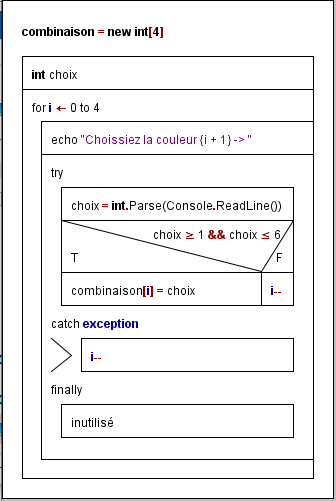 combinaison = new int[4]
int choix
for i ← 0 to 4
echo "Choissiez la couleur {i + 1} -> "
try
choix = int.Parse(Console.ReadLine())
choix ≥ 1 && choix ≤ 6
T F
combinaison[i] = choix i--
catch exception
i--
finally
inutilisé